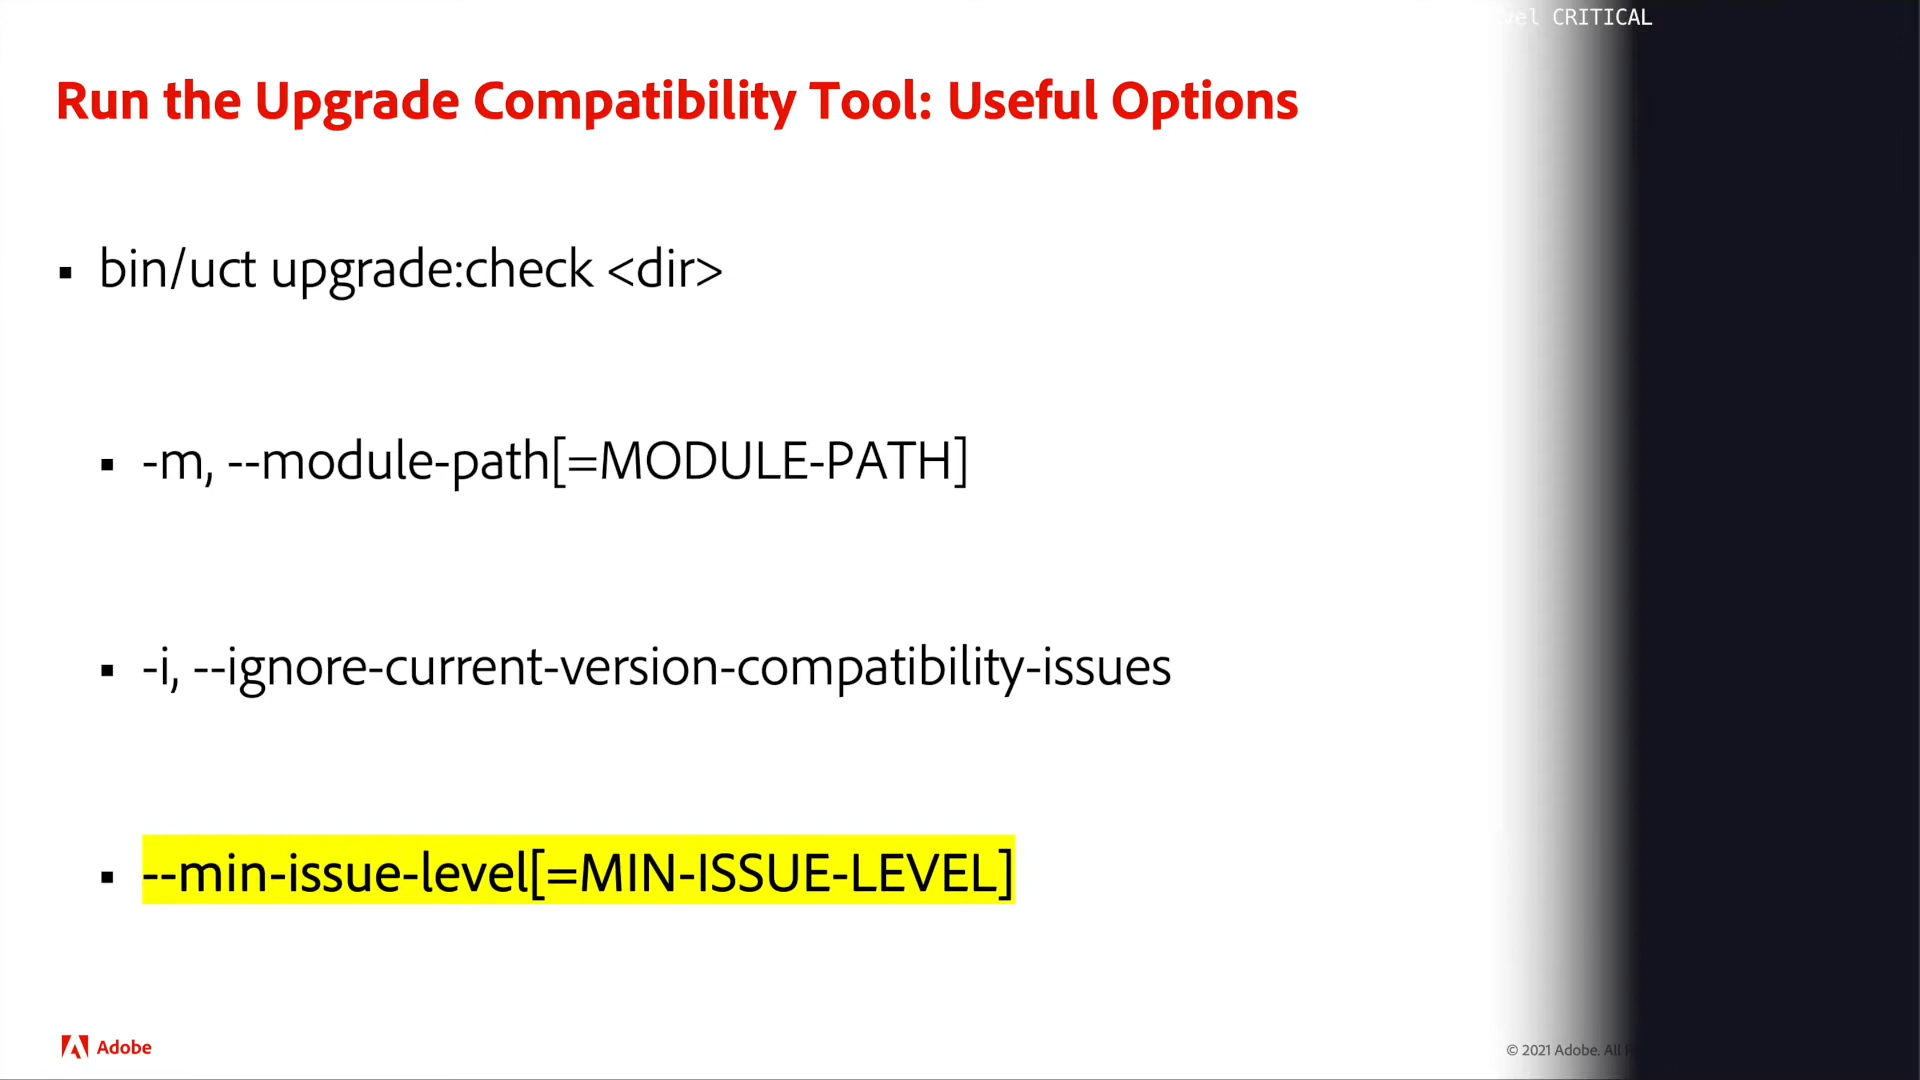 CRITICAL
Run the Upgrade Compatibility Tool: Useful Options
▪ bin/uct upgrade:check <dir>
▪ -m, --module-path[=MODULE-PATH]
▪ -i, --ignore-current-version-compatibility-issues
▪ --min-issue-level[=MIN-ISSUE-LEVEL]
Adobe
© 2021 Adobe. All